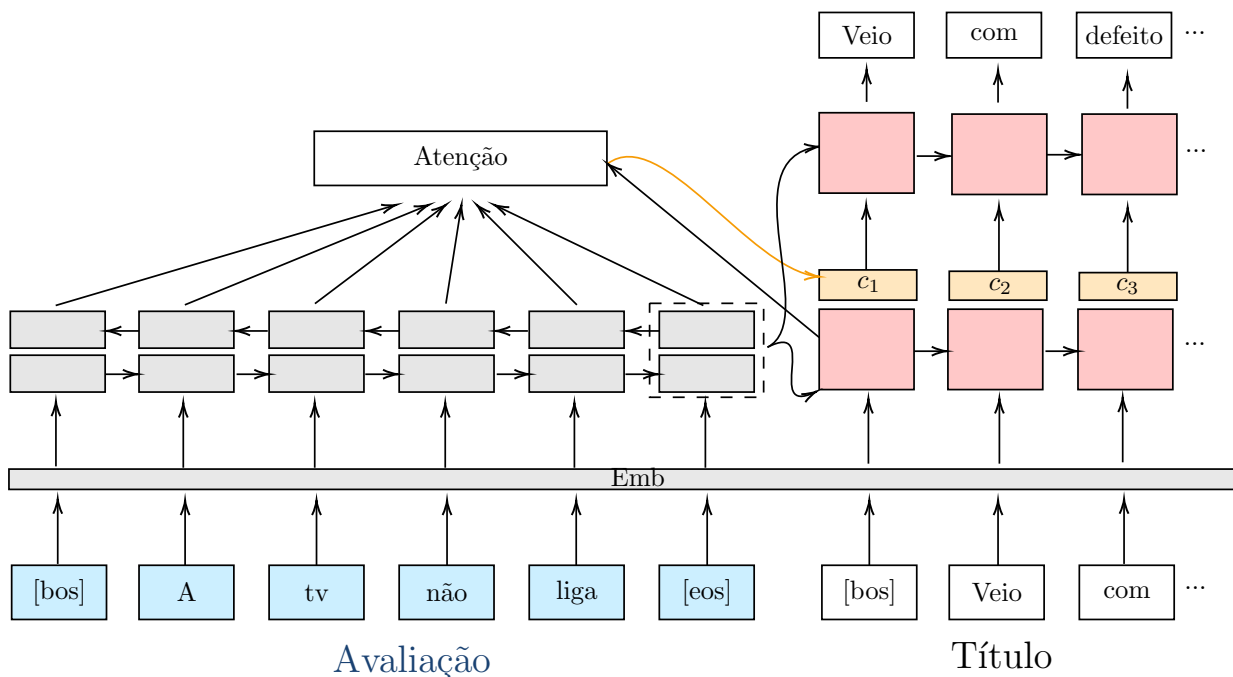 Veio com defeito ...
Atenção
...
c1 c2 c3
...
Emb
[bos] A tv não liga [eos] [bos] Veio com ...
Avaliação Título